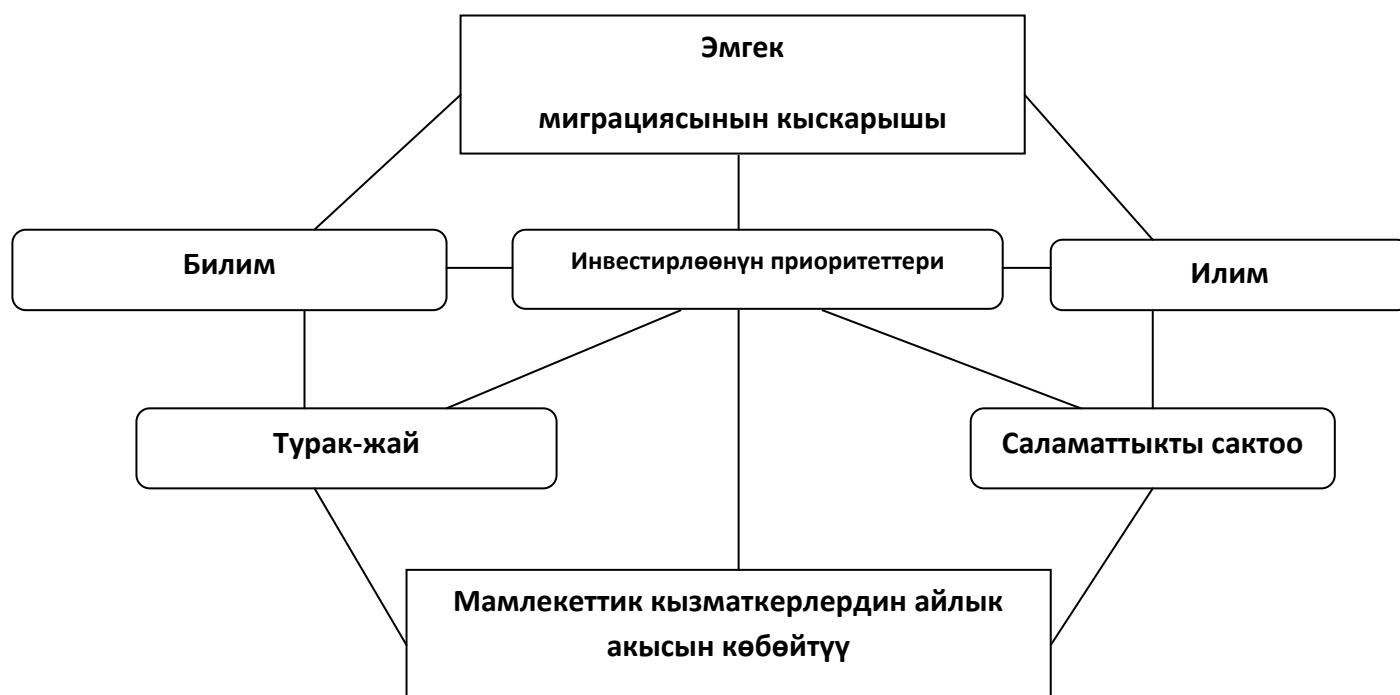 Эмгек
миграциясынын кыскарышы
Билим
Инвестирлөөнүн приоритеттери
Илим
Турак-жай
Саламаттыкты сактоо
Мамлекеттик кызматкерлердин айлык
акысын көбөйтүү